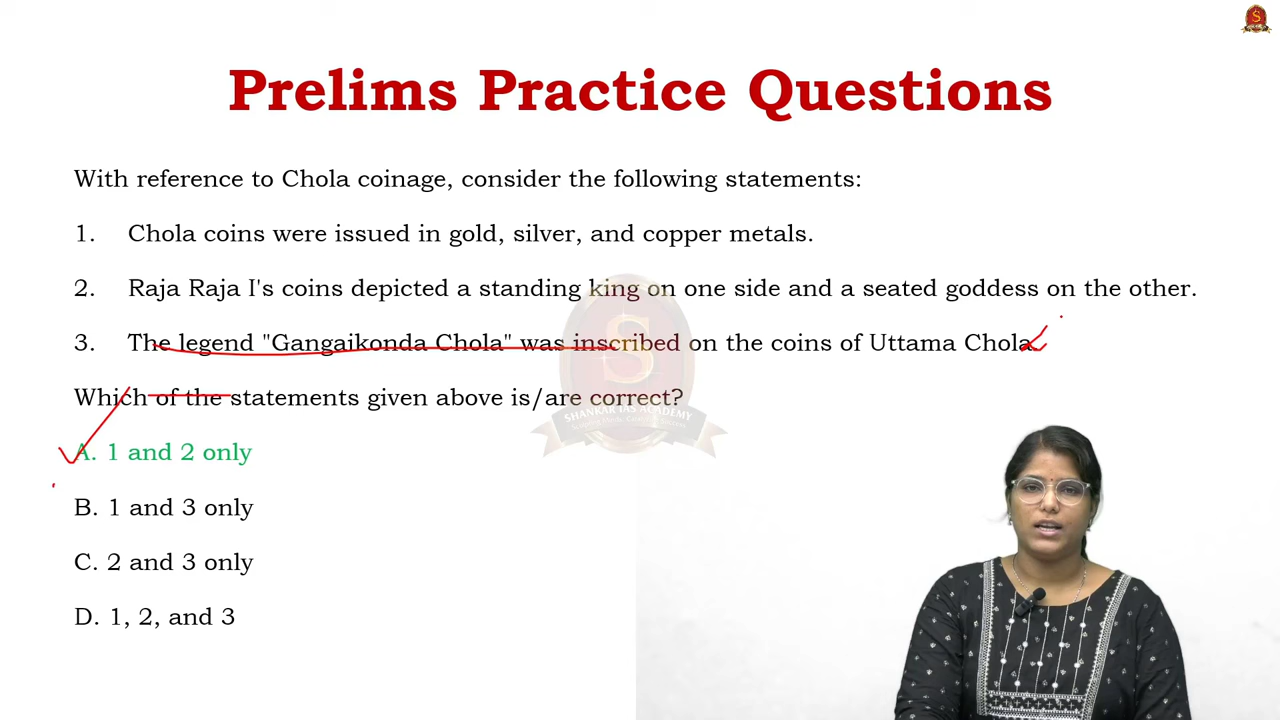 Prelims Practice Questions
With reference to Chola coinage, consider the following statements:
1. Chola coins were issued in gold, silver, and copper metals.
2. Raja Raja I's coins depicted a standing king on one side and a seated goddess on the other.
3. The legend "Gangaikonda Chola" was inscribed on the coins of Uttama Chola.
Which of the statements given above is/are correct?
SHANKAR IAS ACADEMY
A. 1 and 2 only
B. 1 and 3 only
C. 2 and 3 only
D. 1, 2, and 3